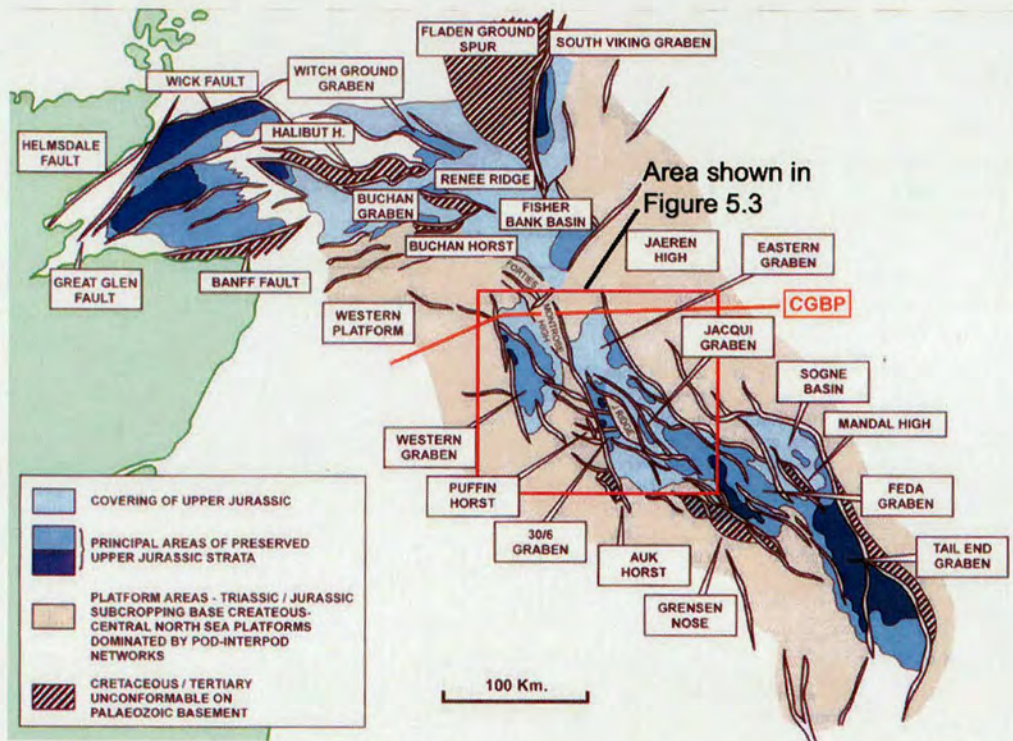 FLADEN GROUND
SPUR
SOUTH VIKING GRABEN
WICK FAULT
WITCH GROUND
GRABEN
HELMSDALE
FAULT
HALIBUT H.
RENEE RIDGE
Area shown in
Figure 5.3
BUCHAN
GRABEN
FISHER
BANK BASIN
JAEREN
HIGH
EASTERN
GRABEN
BUCHAN HORST
GREAT GLEN
FAULT
BANFF FAULT
FORTIES
MONTROSE
HIGH
CGBP
WESTERN
PLATFORM
JACQUI
GRABEN
SOGNE
BASIN
J RIDGE
MANDAL HIGH
WESTERN
GRABEN
PUFFIN
HORST
FEDA
GRABEN
30/6
GRABEN
AUK
HORST
TAIL END
GRABEN
GRENSEN
NOSE
COVERING OF UPPER JURASSIC
PRINCIPAL AREAS OF PRESERVED
UPPER JURASSIC STRATA
PLATFORM AREAS - TRIASSIC / JURASSIC
SUBCROPPING BASE CREATEOUS-
CENTRAL NORTH SEA PLATFORMS
DOMINATED BY POD-INTERPOD
NETWORKS
CRETACEOUS / TERTIARY
UNCONFORMABLE ON
PALAEOZOIC BASEMENT
100 Km.